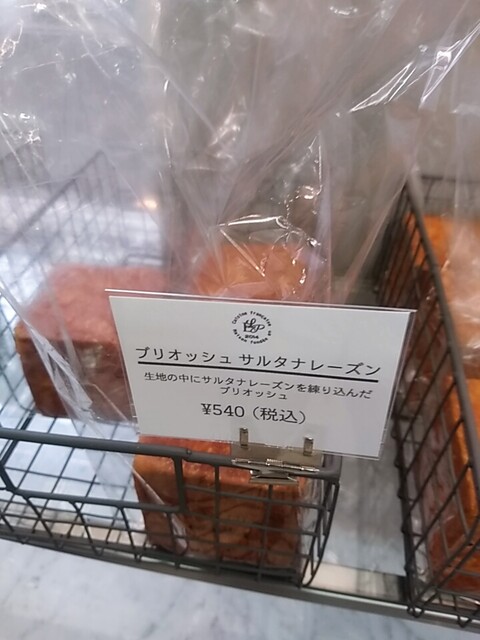 2014
ブリオッシュ サルタナレーズン
生地の中にサルタナレーズンを練り込んだ
ブリオッシュ
¥540（税込）